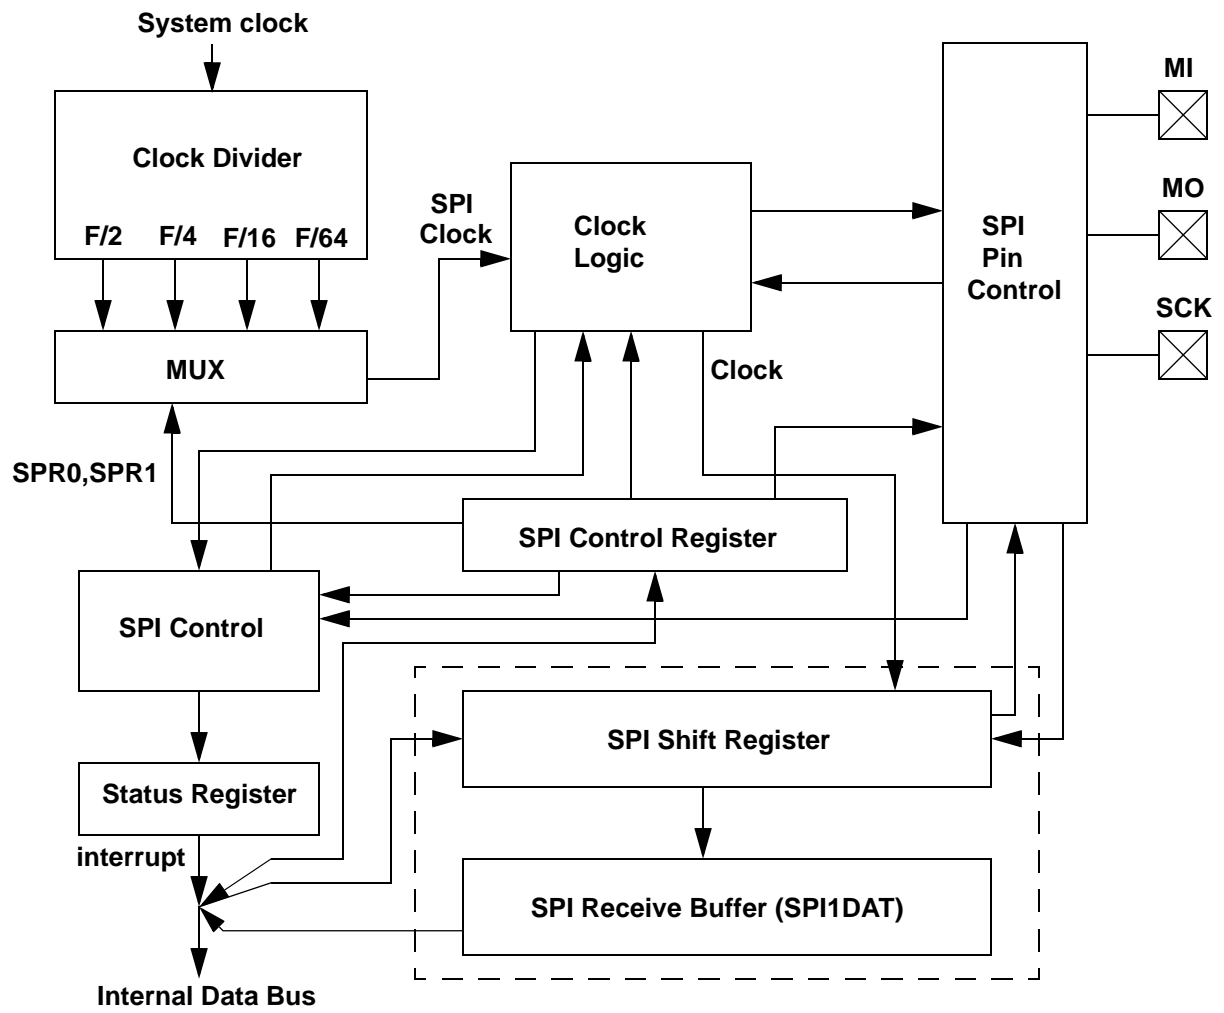 System clock
Clock Divider
F/2 F/4 F/16 F/64
MUX
SPR0,SPR1
SPI
Clock
Clock
Logic
Clock
SPI
Pin
Control
MI
MO
SCK
SPI Control Register
SPI Control
Status Register
interrupt
Internal Data Bus
SPI Shift Register
SPI Receive Buffer (SPI1DAT)